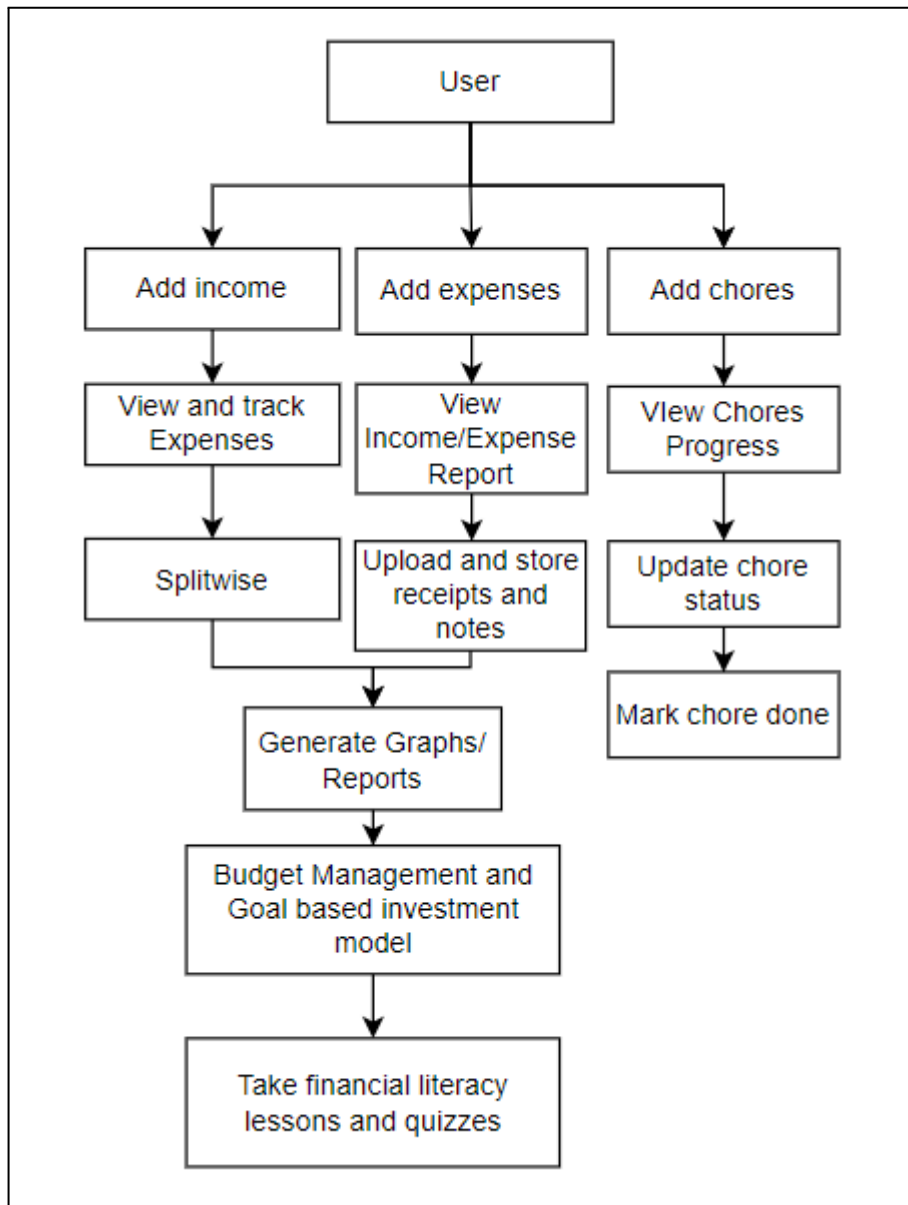 User
Add income
Add expenses
Add chores
View and track
Expenses
View
Income/Expense
Report
VIew Chores
Progress
Splitwise
Upload and store
receipts and
notes
Update chore
status
Mark chore done
Generate Graphs/
Reports
Budget Management and
Goal based investment
model
Take financial literacy
lessons and quizzes